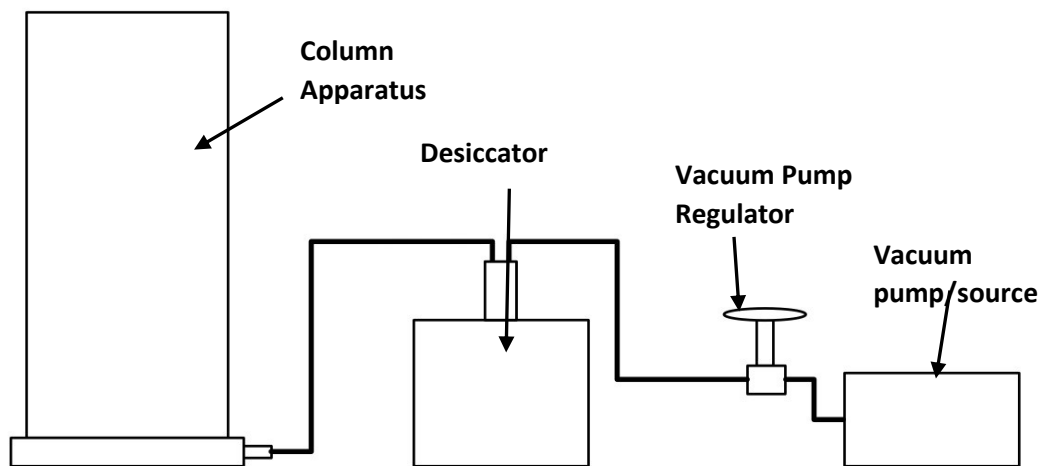 Column
Apparatus
Desiccator
Vacuum Pump
Regulator
Vacuum
pump/source